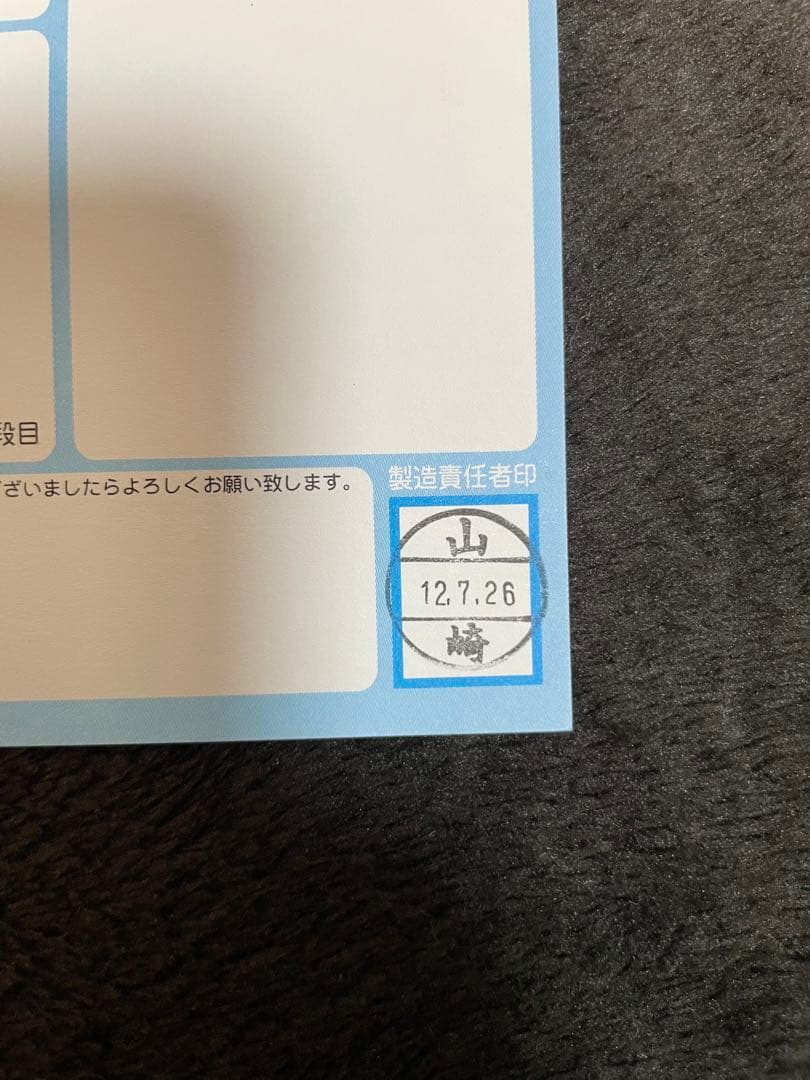 段目
ざいましたらよろしくお願い致します。
製造責任者印
山
12.7.26
崎